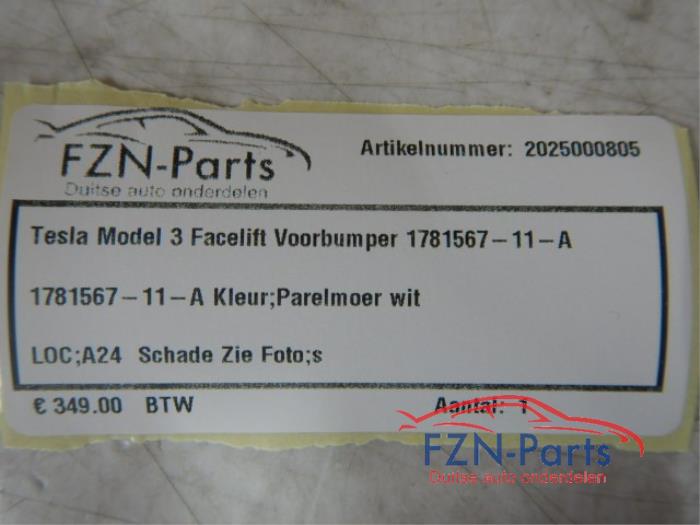 FZN-Parts
Duitse auto onderdelen
Artikelnummer: 2025000805
Tesla Model 3 Facelift Voorbumper 1781567-11-A
1781567-11-A Kleur;Parelmoer wit
LOC;A24 Schade Zie Foto;s
€ 349.00 BTW
Aantal: 1
FZN-Parts
Duitse auto onderdelen